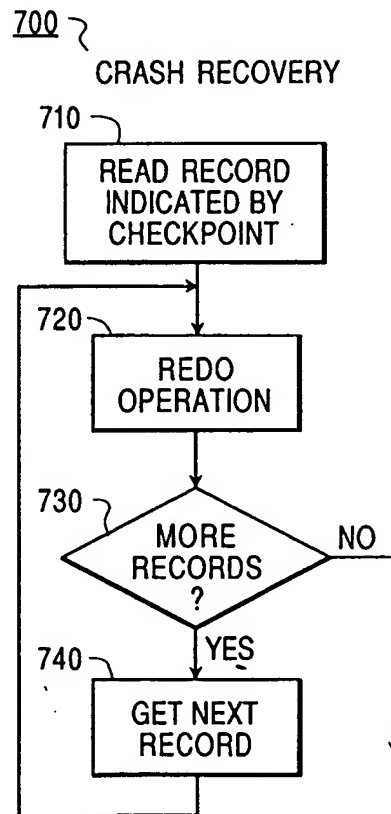 700
CRASH RECOVERY
710
READ RECORD
INDICATED BY
CHECKPOINT
720
REDO
OPERATION
730
MORE
RECORDS
?
NO
YES
740
GET NEXT
RECORD